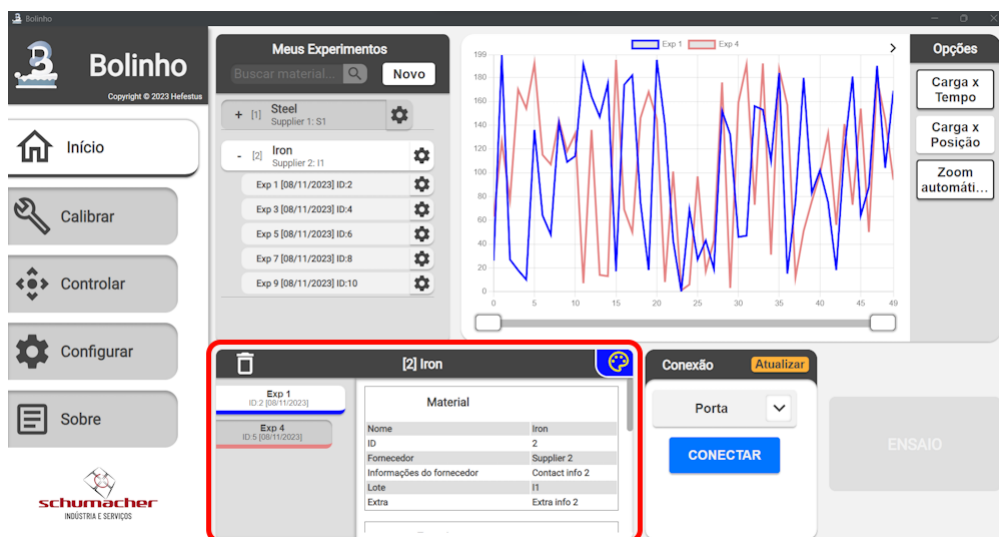 Bolinho
Bolinho
Copyright © 2023 Hefestus
Início
Calibrar
Controlar
Configurar
Sobre
schumacher
INDÚSTRIA E SERVIÇOS
Meus Experimentos
Buscar material...
Novo
+ [1] Steel
Supplier 1: S1
- [2] Iron
Supplier 2: I1
Exp 1 [08/11/2023] ID:2
Exp 3 [08/11/2023] ID:4
Exp 5 [08/11/2023] ID:6
Exp 7 [08/11/2023] ID:8
Exp 9 [08/11/2023] ID:10
Exp 1 Exp 4
199
180
160
140
120
100
80
60
40
20
0
0 5 10 15 20 25 30 35 40 45 49
Opções
Carga x
Tempo
Carga x
Posição
Zoom
automáti...
[2] Iron
Exp 1
ID:2 [08/11/2023]
Exp 4
ID:5 [08/11/2023]
Material
Nome Iron
ID 2
Fornecedor Supplier 2
Informações do fornecedor Contact info 2
Lote I1
Extra Extra info 2
Conexão
Atualizar
Porta
CONECTAR
ENSAIO